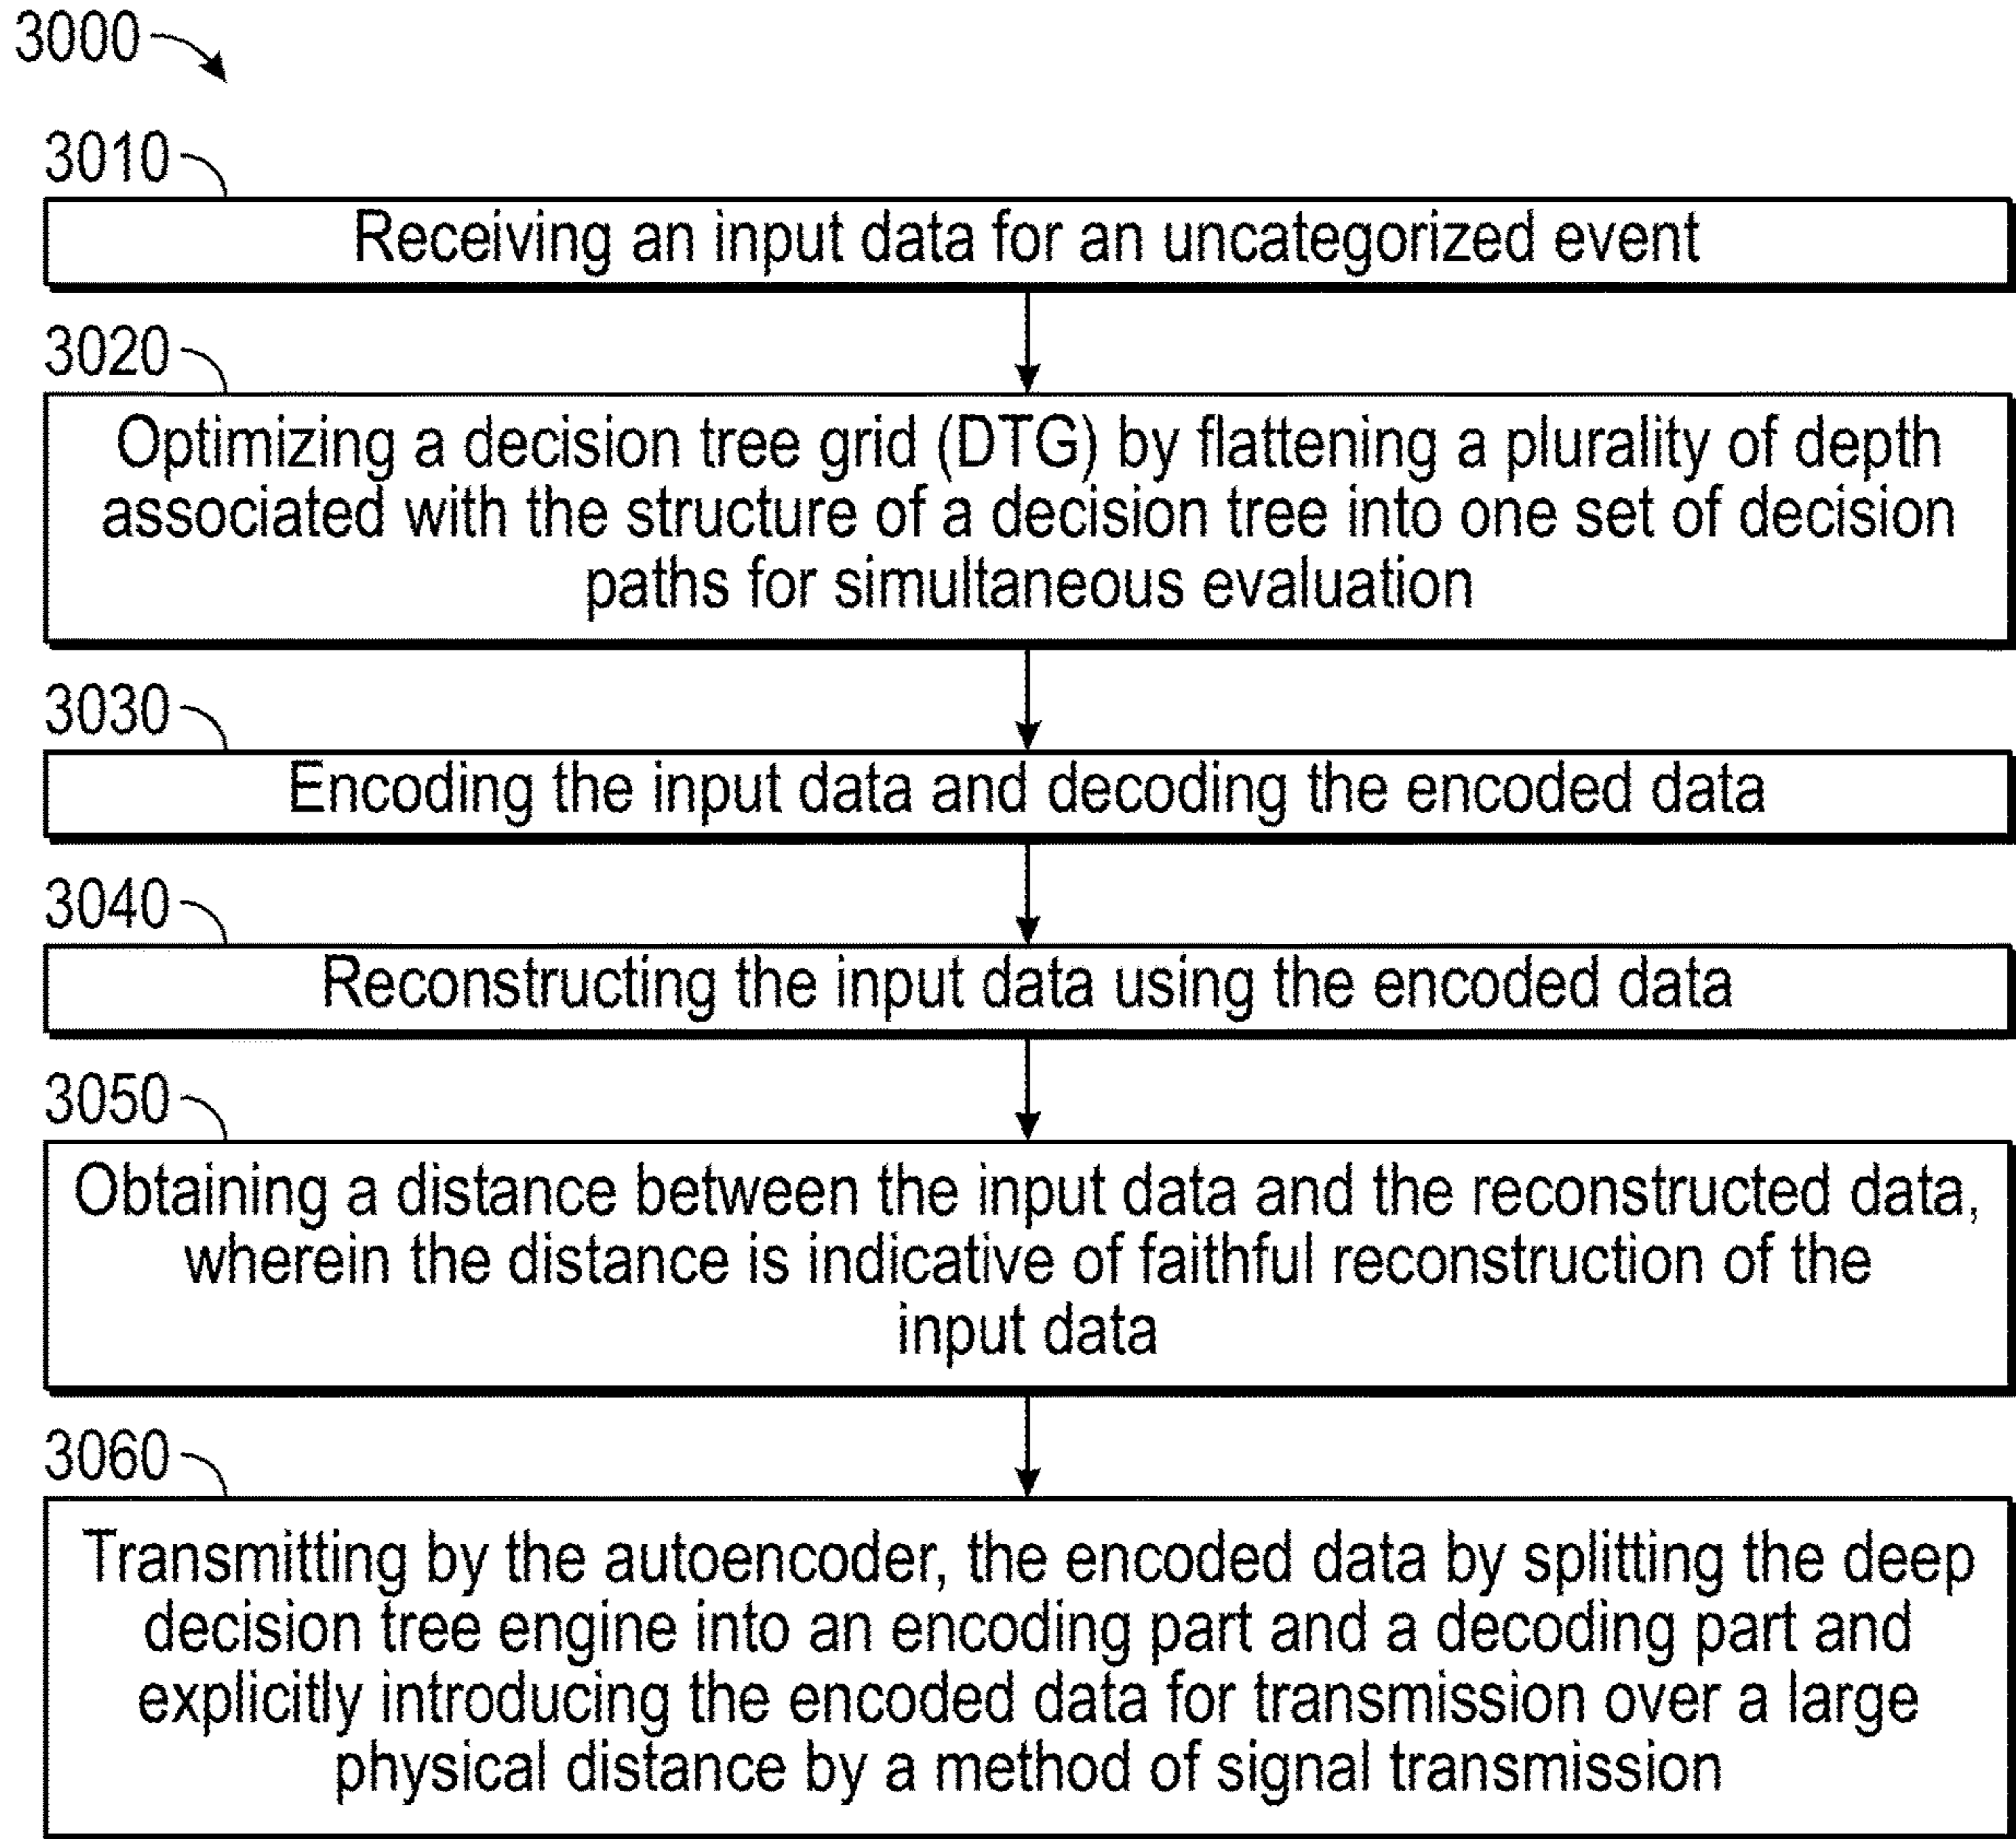 3000
3010
Receiving an input data for an uncategorized event
3020
Optimizing a decision tree grid (DTG) by flattening a plurality of depth
associated with the structure of a decision tree into one set of decision
paths for simultaneous evaluation
3030
Encoding the input data and decoding the encoded data
3040
Reconstructing the input data using the encoded data
3050
Obtaining a distance between the input data and the reconstructed data,
wherein the distance is indicative of faithful reconstruction of the
input data
3060
Transmitting by the autoencoder, the encoded data by splitting the deep
decision tree engine into an encoding part and a decoding part and
explicitly introducing the encoded data for transmission over a large
physical distance by a method of signal transmission